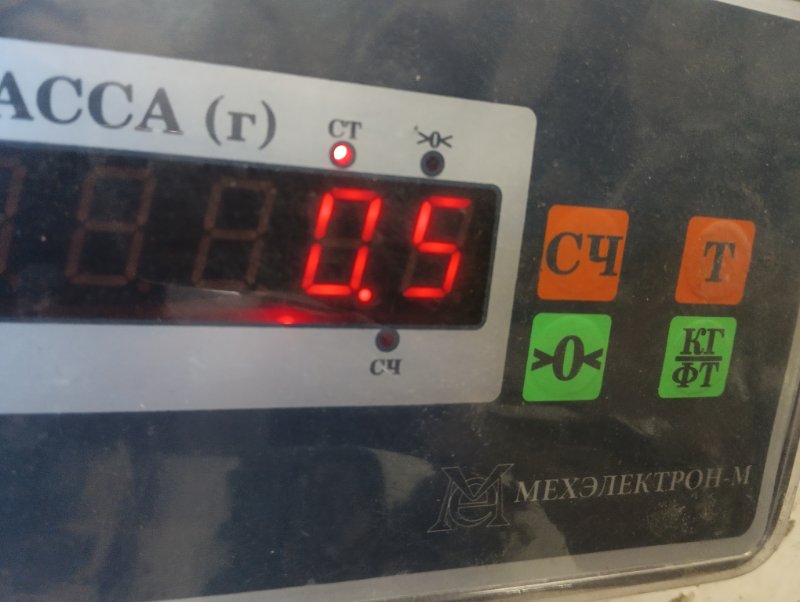 АССА (г)
СТ >0<
0.5
СЧ
СЧ Т
>0< КГ
ФТ
МЕХЭЛЕКТРОН-М